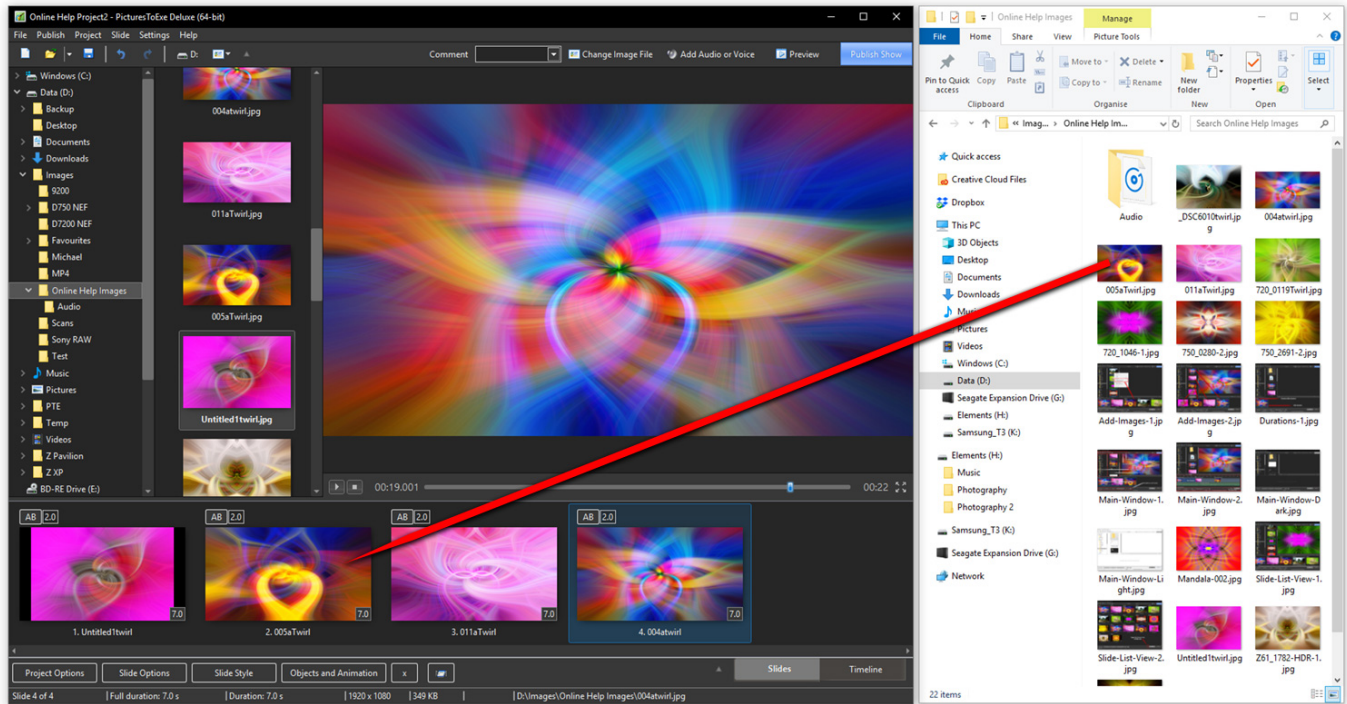 Online Help Project2 - PicturesToExe Deluxe (64-bit)
File Publish Project Slide Settings Help
D: Comment Change Image File Add Audio or Voice Preview Publish Show
Windows (C:)
Data (D:)
Backup
Desktop
Documents
Downloads
Images
9200
D750 NEF
D7200 NEF
Favourites
Michael
MP4
Online Help Images
Audio
Scans
Sony RAW
Test
Music
Pictures
PTE
Temp
Videos
Z Pavilion
Z XP
BD-RE Drive (E:)
004atwirl.jpg
011aTwirl.jpg
005aTwirl.jpg
Untitled1twirl.jpg
00:19.001 00:22
AB 2.0 AB 2.0 AB 2.0 AB 2.0
7.0 7.0 7.0 7.0
1. Untitled1twirl 2. 005aTwirl 3. 011aTwirl 4. 004atwirl
Project Options Slide Options Slide Style Objects and Animation x Slides Timeline
Slide 4 of 4 | Full duration: 7.0 s | Duration: 7.0 s | 1920 x 1080 | 349 KB | | D:\Images\Online Help Images\004atwirl.jpg
Online Help Images Manage
File Home Share View Picture Tools
Pin to Quick access
Copy
Paste
Move to
Copy to
Delete
Rename
New folder
Properties
Select
Clipboard Organise New Open
« Imag... > Online Help Im... Search Online Help Images
Quick access
Creative Cloud Files
Dropbox
This PC
3D Objects
Desktop
Documents
Downloads
Pictures
Videos
Windows (C:)
Data (D:)
Seagate Expansion Drive (G:)
Elements (H:)
Samsung_T3 (K:)
Elements (H:)
Music
Photography
Photography 2
Samsung_T3 (K:)
Seagate Expansion Drive (G:)
Network
Audio _DSC6010twirl.jp 004atwirl.jpg
g
005aTwirl.jpg 011aTwirl.jpg 720_0119Twirl.jpg
720_1046-1.jpg 750_0280-2.jpg 750_2691-2.jpg
Add-Images-1.jp Add-Images-2.jp Durations-1.jpg
g g
Main-Window-1. Main-Window-2. Main-Window-D
jpg jpg ark.jpg
Main-Window-Li Mandala-002.jpg Slide-List-View-1.
ght.jpg jpg
Slide-List-View-2. Untitled1twirl.jpg Z61_1782-HDR-1.
jpg jpg
22 items